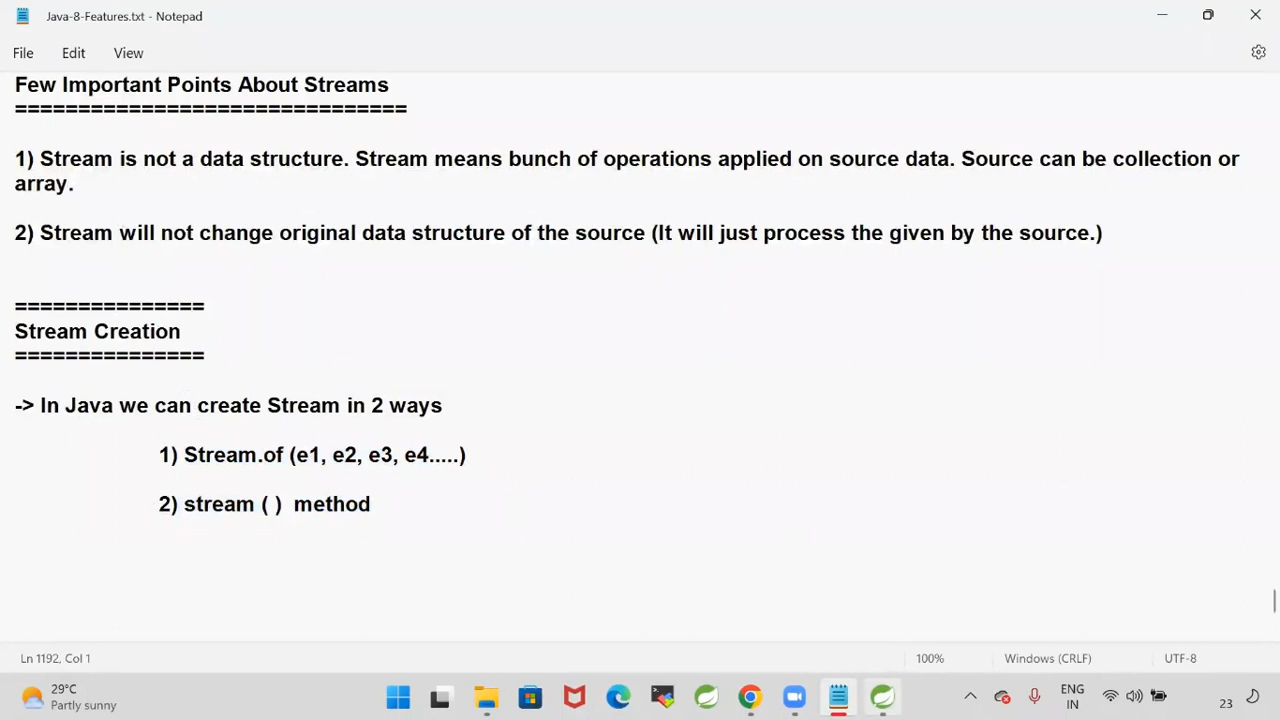 Java-8-Features.txt - Notepad
File Edit View
Few Important Points About Streams
===============================
1) Stream is not a data structure. Stream means bunch of operations applied on source data. Source can be collection or
array.
2) Stream will not change original data structure of the source (It will just process the given by the source.)
===============
Stream Creation
===============
-> In Java we can create Stream in 2 ways
1) Stream.of (e1, e2, e3, e4.....)
2) stream ( )  method
Ln 1192, Col 1 100% Windows (CRLF) UTF-8
29°C
Partly sunny
ENG
IN
23